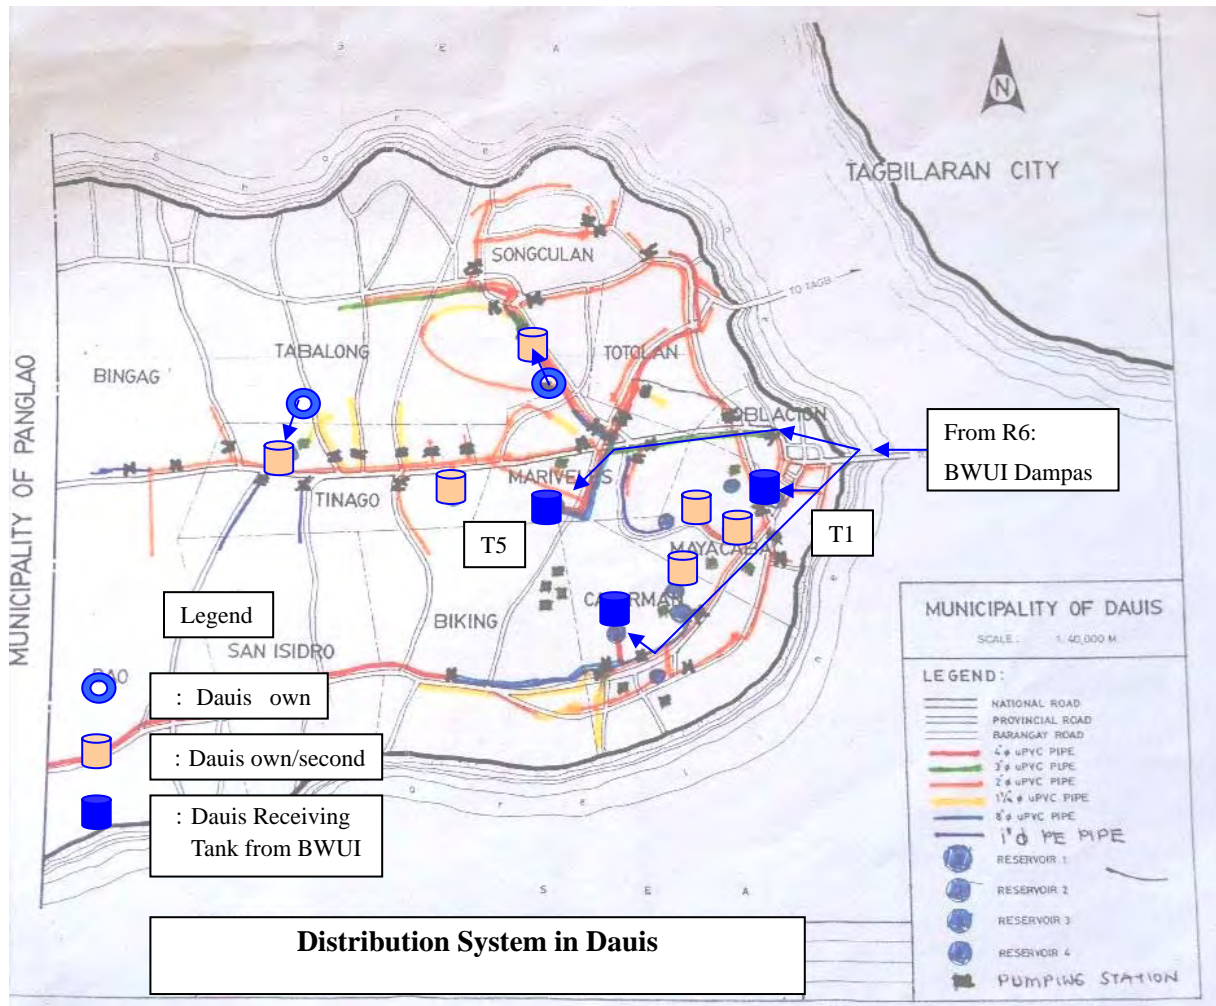 S E A
N
TAGBILARAN CITY
S h o r e
SONGCULAN
TO TAGB
TABALONG
TOTOLAN
BINGAG
MUNICIPALITY OF PANGLAO
POBLACION
From R6:
BWUI Dampas
MARIVELES
TINAGO
T5
T1
MAYACABAC
Legend
BIKING
SAN ISIDRO
: Dauis own
: Dauis own/second
: Dauis Receiving
Tank from BWUI
S E A
Distribution System in Dauis
MUNICIPALITY OF DAUIS
SCALE : 1: 40,000 M.
LEGEND:
NATIONAL ROAD
PROVINCIAL ROAD
BARANGAY ROAD
4"ø uPVC PIPE
3"ø uPVC PIPE
2"ø uPVC PIPE
1½"ø uPVC PIPE
8"ø uPVC PIPE
1"ø PE PIPE
RESERVOIR 1
RESERVOIR 2
RESERVOIR 3
RESERVOIR 4
PUMPING STATION